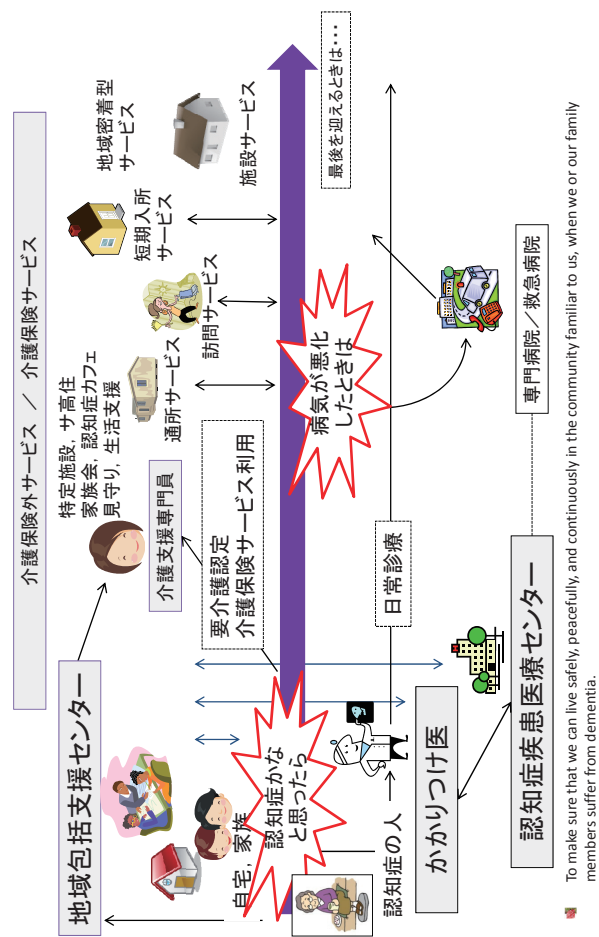 介護保険外サービス ／ 介護保険サービス
地域包括支援センター
特定施設，サ高住
家族会，認知症カフェ
見守り，生活支援
介護支援専門員
通所サービス
訪問サービス
短期入所
サービス
地域密着型
サービス
施設サービス
自宅，家族
要介護認定
介護保険サービス利用
認知症かな
と思ったら
病気が悪化
したときは
最後を迎えるときは・・・
認知症の人
日常診療
かかりつけ医
認知症疾患医療センター
専門病院／救急病院
To make sure that we can live safely, peacefully, and continuously in the community familiar to us, when we or our family
members suffer from dementia.